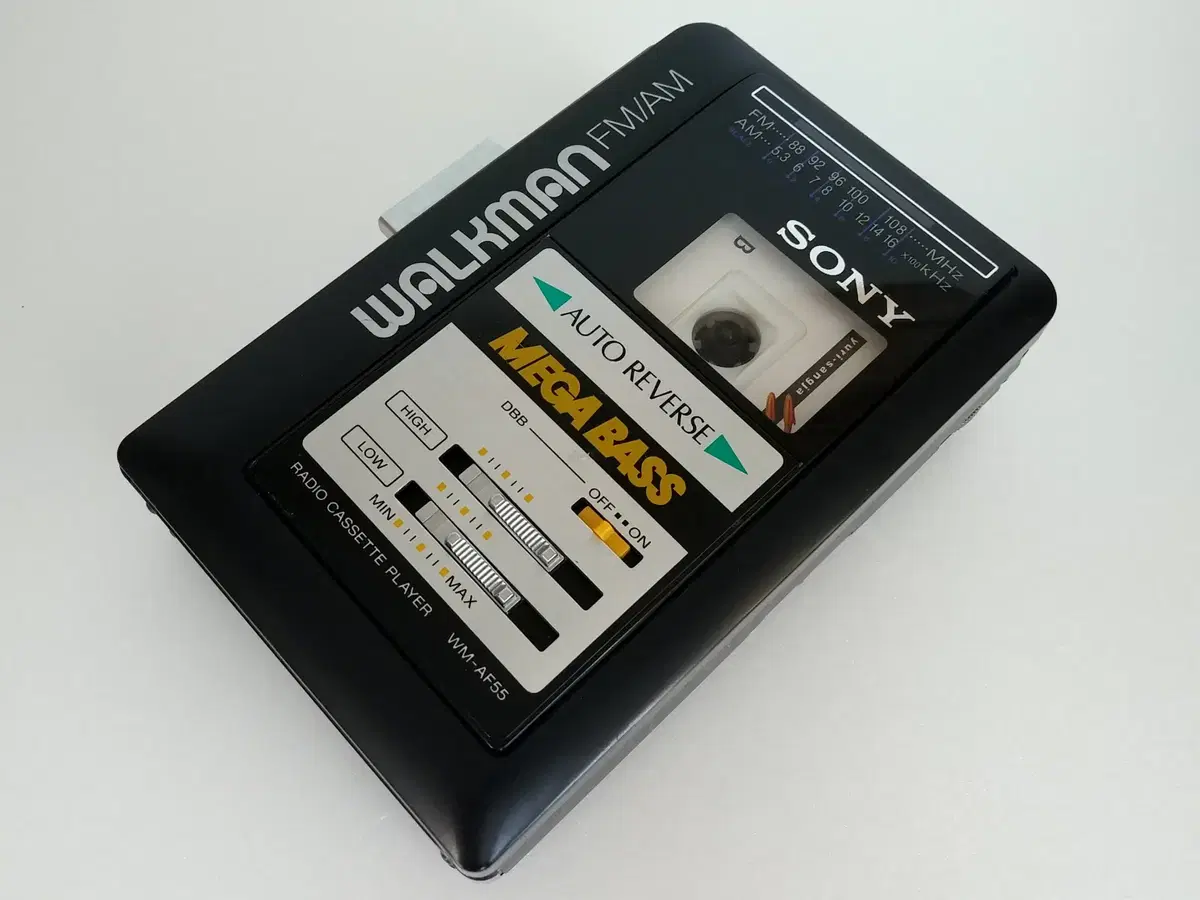 WALKMAN FM/AM
FM 88 92 96 100 108 MHz
AM 5.3 6 7 8 10 12 14 16 x100 kHz
SONY
B
yuri-sangja
AUTO REVERSE
MEGA BASS
DBB
OFF ON
HIGH
LOW
MIN MAX
RADIO CASSETTE PLAYER WM-AF55